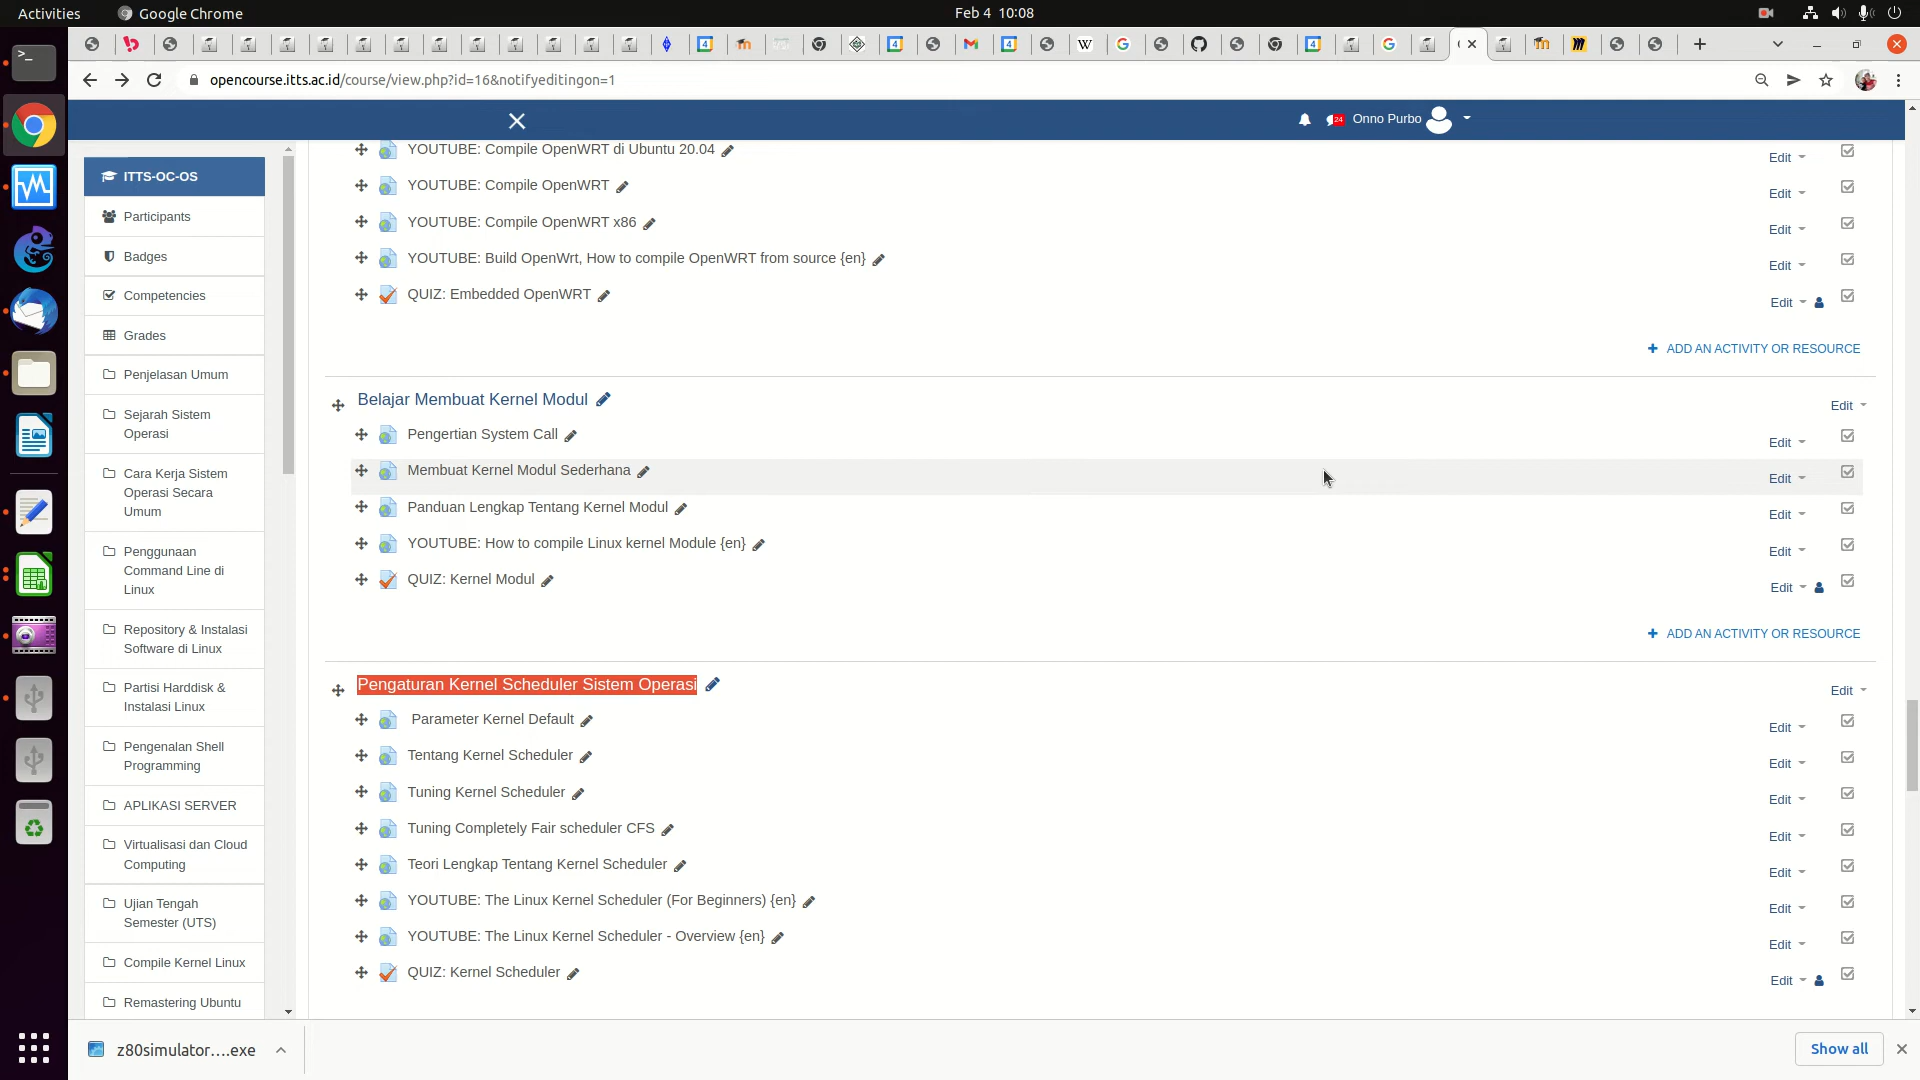 Activities
Google Chrome
Feb 4 10:08
opencourse.itts.ac.id/course/view.php?id=16&notifyeditingon=1
24
Onno Purbo
ITTS-OC-OS
Participants
Badges
Competencies
Grades
Penjelasan Umum
Sejarah Sistem
Operasi
Cara Kerja Sistem
Operasi Secara
Umum
Penggunaan
Command Line di
Linux
Repository & Instalasi
Software di Linux
Partisi Harddisk &
Instalasi Linux
Pengenalan Shell
Programming
APLIKASI SERVER
Virtualisasi dan Cloud
Computing
Ujian Tengah
Semester (UTS)
Compile Kernel Linux
Remastering Ubuntu
YOUTUBE: Compile OpenWRT di Ubuntu 20.04 Edit
YOUTUBE: Compile OpenWRT Edit
YOUTUBE: Compile OpenWRT x86 Edit
YOUTUBE: Build OpenWrt, How to compile OpenWRT from source {en} Edit
QUIZ: Embedded OpenWRT Edit
+ ADD AN ACTIVITY OR RESOURCE
Belajar Membuat Kernel Modul Edit
Pengertian System Call Edit
Membuat Kernel Modul Sederhana Edit
Panduan Lengkap Tentang Kernel Modul Edit
YOUTUBE: How to compile Linux kernel Module {en} Edit
QUIZ: Kernel Modul Edit
+ ADD AN ACTIVITY OR RESOURCE
Pengaturan Kernel Scheduler Sistem Operasi Edit
Parameter Kernel Default Edit
Tentang Kernel Scheduler Edit
Tuning Kernel Scheduler Edit
Tuning Completely Fair scheduler CFS Edit
Teori Lengkap Tentang Kernel Scheduler Edit
YOUTUBE: The Linux Kernel Scheduler (For Beginners) {en} Edit
YOUTUBE: The Linux Kernel Scheduler - Overview {en} Edit
QUIZ: Kernel Scheduler Edit
z80simulator....exe
Show all